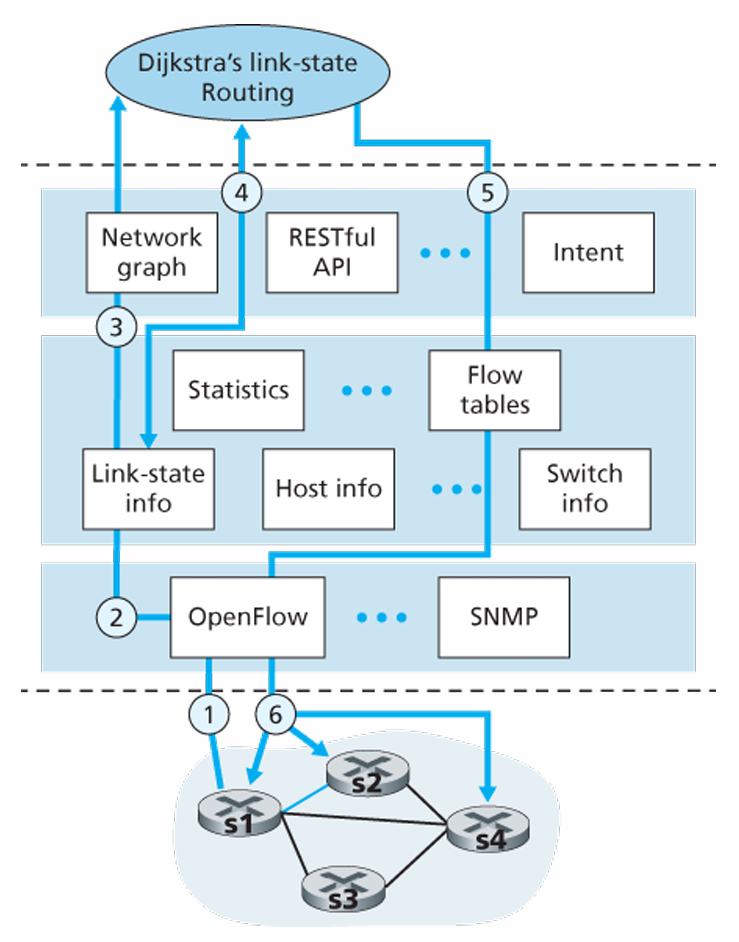 Dijkstra's link-state
Routing
4
5
Network
graph
RESTful
API
Intent
3
Statistics
Flow
tables
Link-state
info
Host info
Switch
info
2
OpenFlow
SNMP
1
6
s2
s1
s4
s3